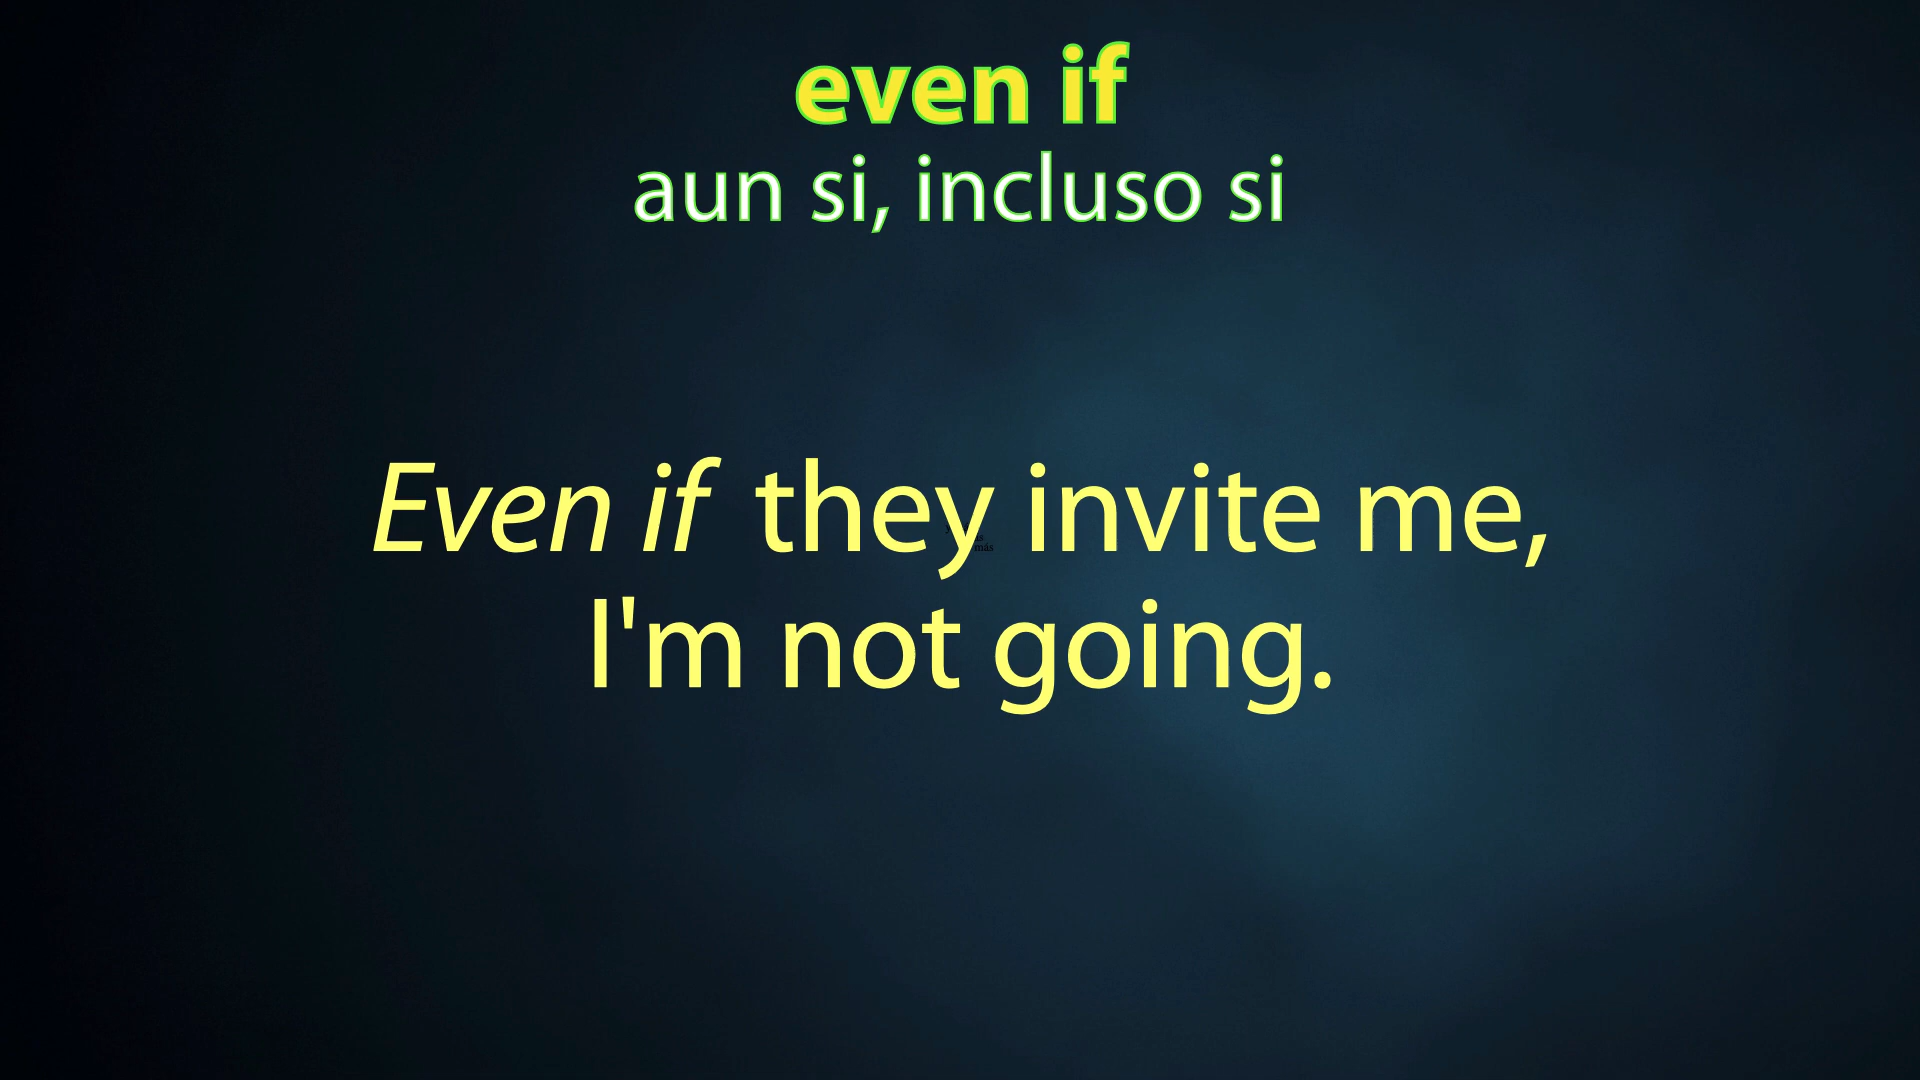 even if
aun si, incluso si
Even if they invite me,
I'm not going.